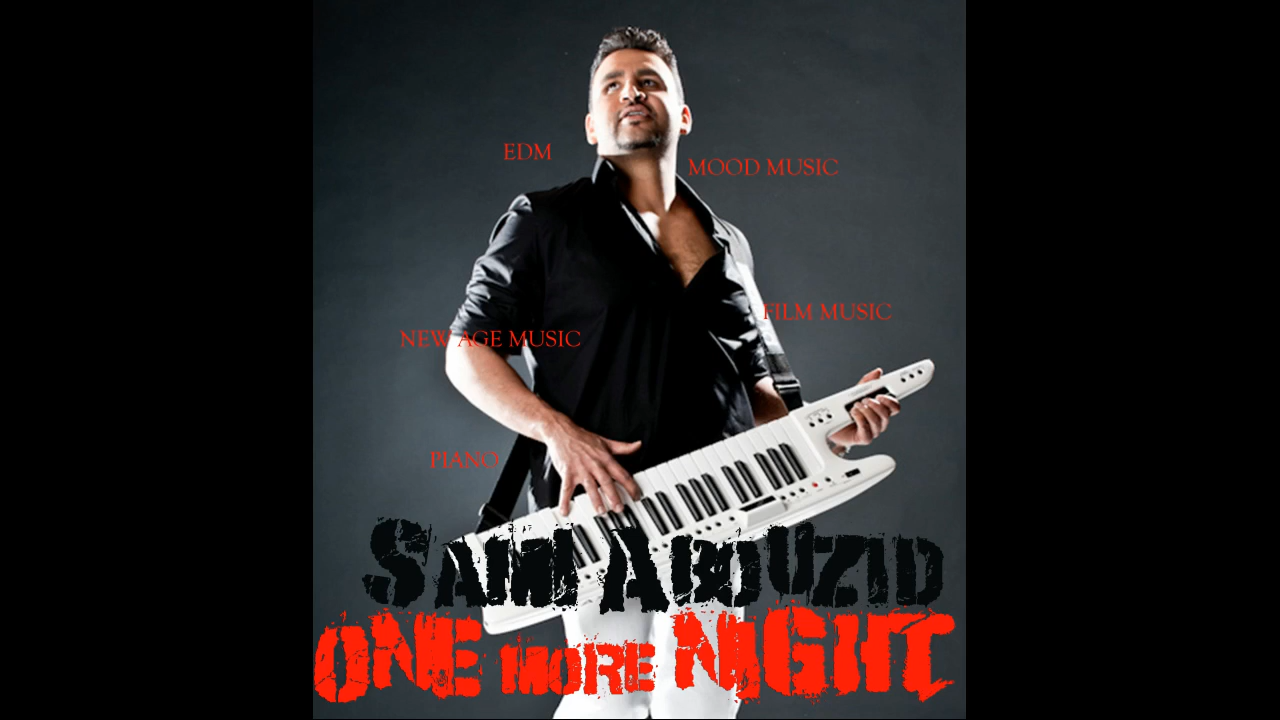 EDM
MOOD MUSIC
FILM MUSIC
NEW AGE MUSIC
PIANO
SAMI ABOUZID
ONE MORE NIGHT